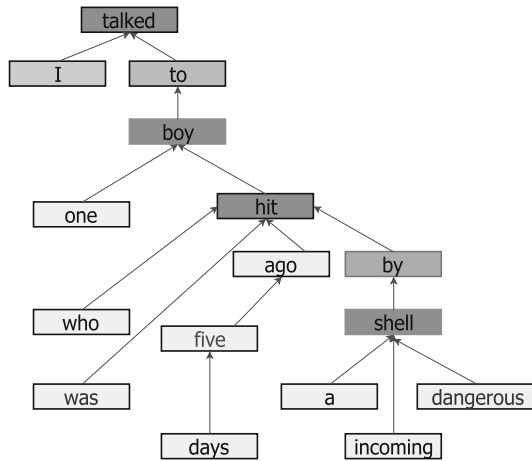 talked
I to
boy
one
hit
ago by
who shell
five
was a dangerous
days incoming